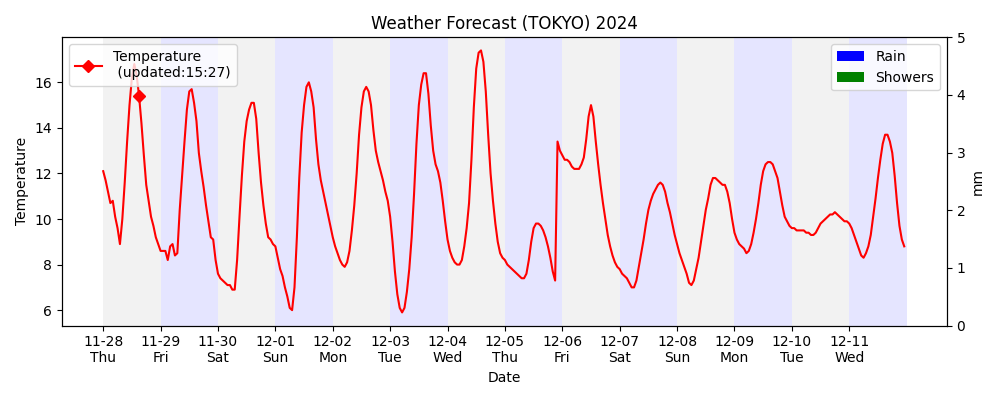 Weather Forecast (TOKYO) 2024
Temperature
(updated:15:27)
Rain
Showers
Temperature
16
14
12
10
8
6
5
4
3
2
1
0
mm
11-28 11-29 11-30 12-01 12-02 12-03 12-04 12-05 12-06 12-07 12-08 12-09 12-10 12-11
Thu Fri Sat Sun Mon Tue Wed Thu Fri Sat Sun Mon Tue Wed
Date